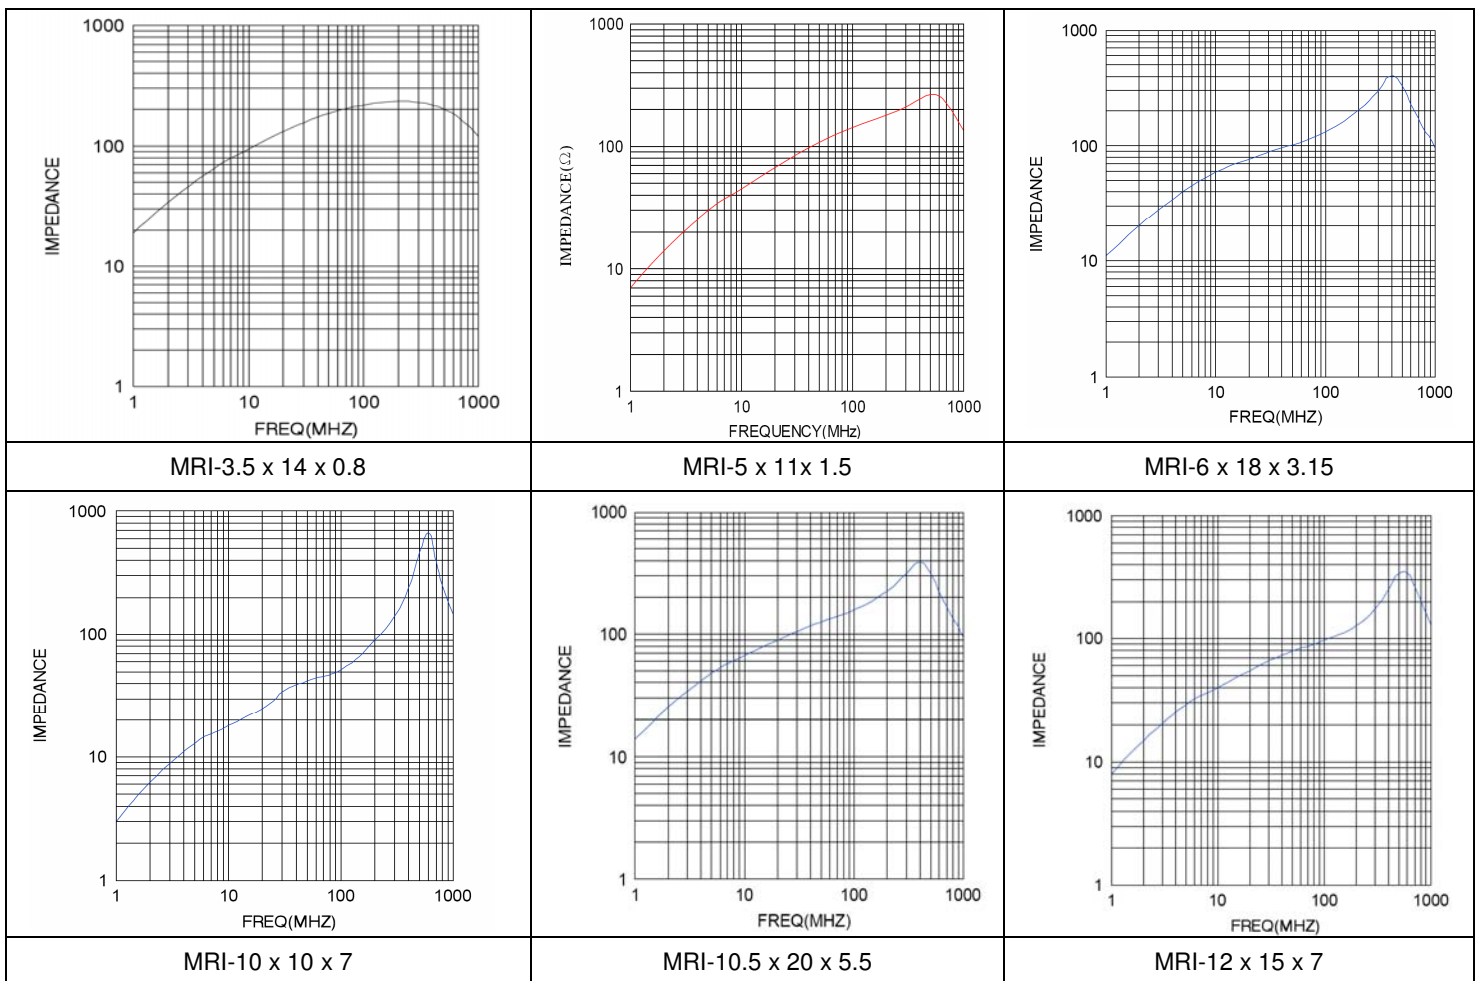 1000
100
10
1
IMPEDANCE
1 10 100 1000
FREQ(MHZ)
MRI-3.5 x 14 x 0.8
1000
100
10
1
IMPEDANCE(Ω)
1 10 100 1000
FREQUENCY(MHz)
MRI-5 x 11x 1.5
1000
100
10
1
IMPEDANCE
1 10 100 1000
FREQ(MHZ)
MRI-6 x 18 x 3.15
1000
100
10
1
IMPEDANCE
1 10 100 1000
FREQ(MHZ)
MRI-10 x 10 x 7
1000
100
10
1
IMPEDANCE
1 10 100 1000
FREQ(MHZ)
MRI-10.5 x 20 x 5.5
1000
100
10
1
IMPEDANCE
1 10 100 1000
FREQ(MHZ)
MRI-12 x 15 x 7